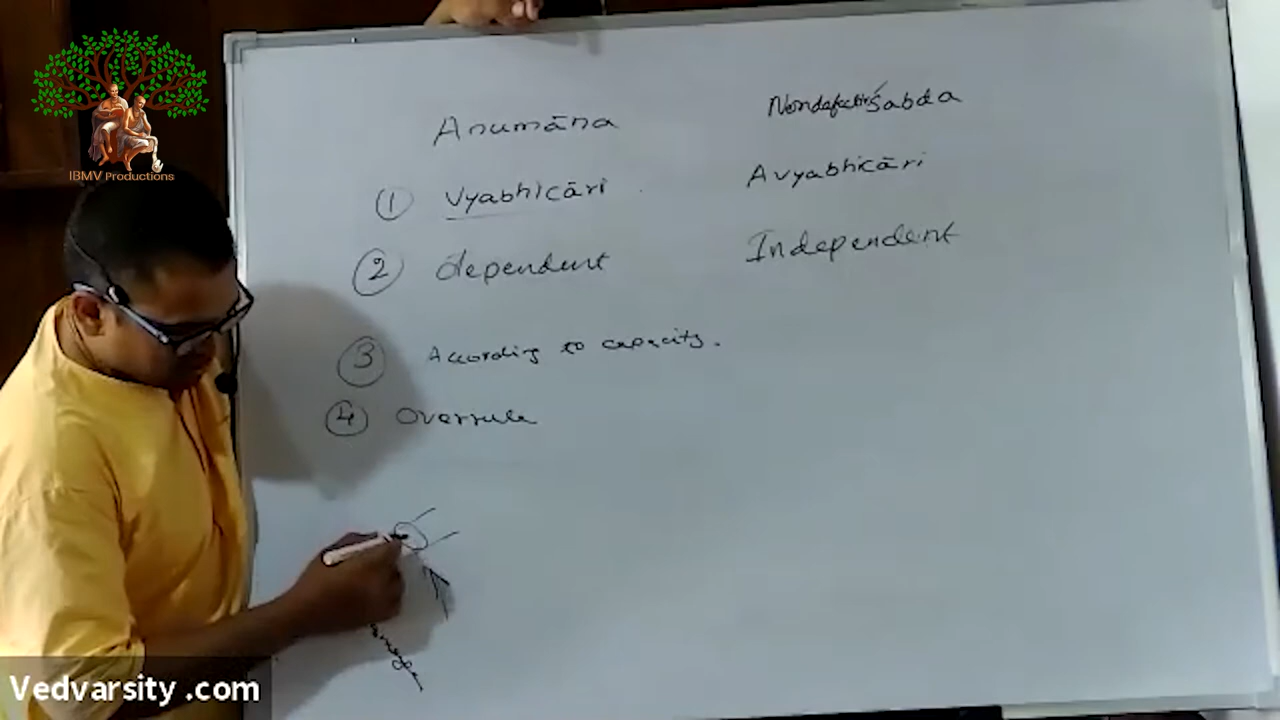 IBMV Productions
Anumāna Nondefective Śabda
① Vyabhicāri Avyabhicāri
② dependent Independent
③ According to capacity.
④ Overrule
Vedvarsity .com